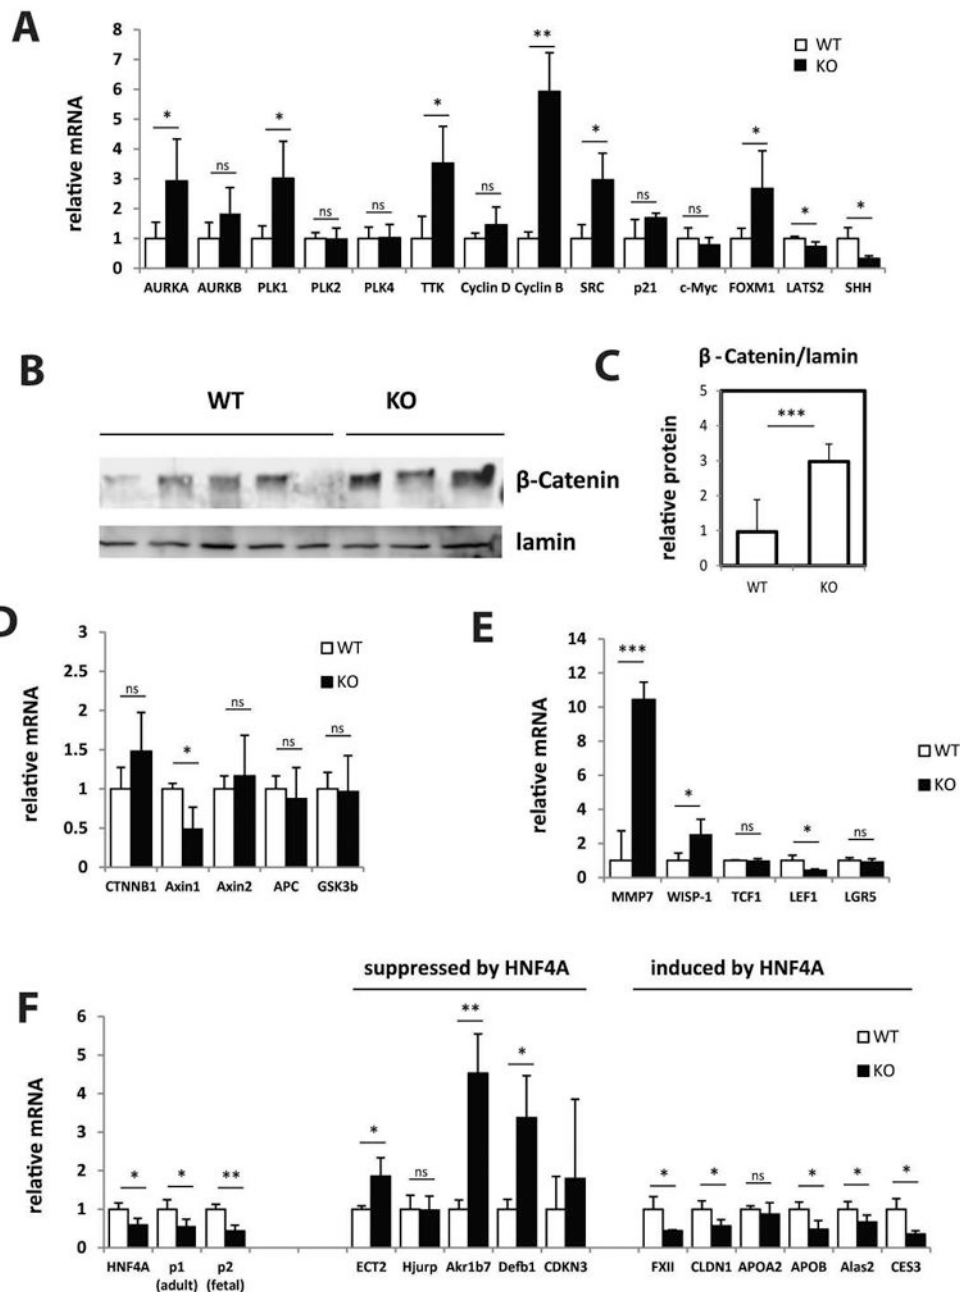 A
8
7
6
5
4
3
2
1
0
relative mRNA
WT
KO
* ns * ns ns * ns ** * ns ns * * *
AURKA AURKB PLK1 PLK2 PLK4 TTK Cyclin D Cyclin B SRC p21 c-Myc FOXM1 LATS2 SHH
B
WT KO
β-Catenin
lamin
C
β - Catenin/lamin
5
4
3
2
1
0
relative protein
***
WT KO
D
3
2.5
2
1.5
1
0.5
0
relative mRNA
WT
KO
ns * ns ns ns
CTNNB1 Axin1 Axin2 APC GSK3b
E
14
12
10
8
6
4
2
0
relative mRNA
WT
KO
*** * ns * ns
MMP7 WISP-1 TCF1 LEF1 LGR5
F
suppressed by HNF4A induced by HNF4A
6
5
4
3
2
1
0
relative mRNA
WT
KO
* * ** * ns ** * * * ns * * *
HNF4A p1 p2 ECT2 Hjurp Akr1b7 Defb1 CDKN3 FXII CLDN1 APOA2 APOB Alas2 CES3
(adult) (fetal)